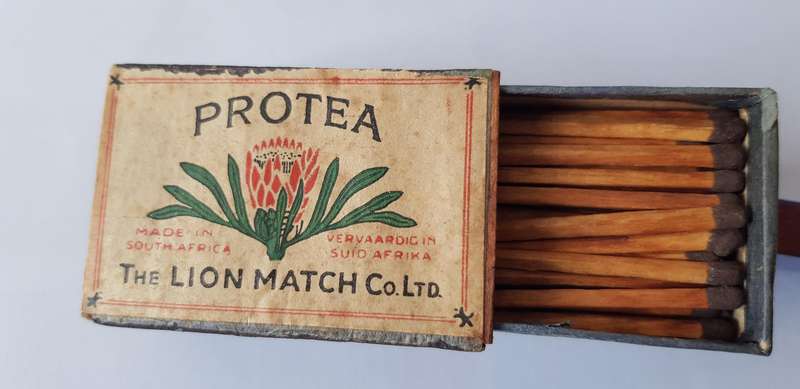 PROTEA
MADE IN
SOUTH AFRICA
VERVAARDIG IN
SUID AFRIKA
THE LION MATCH CO. LTD.